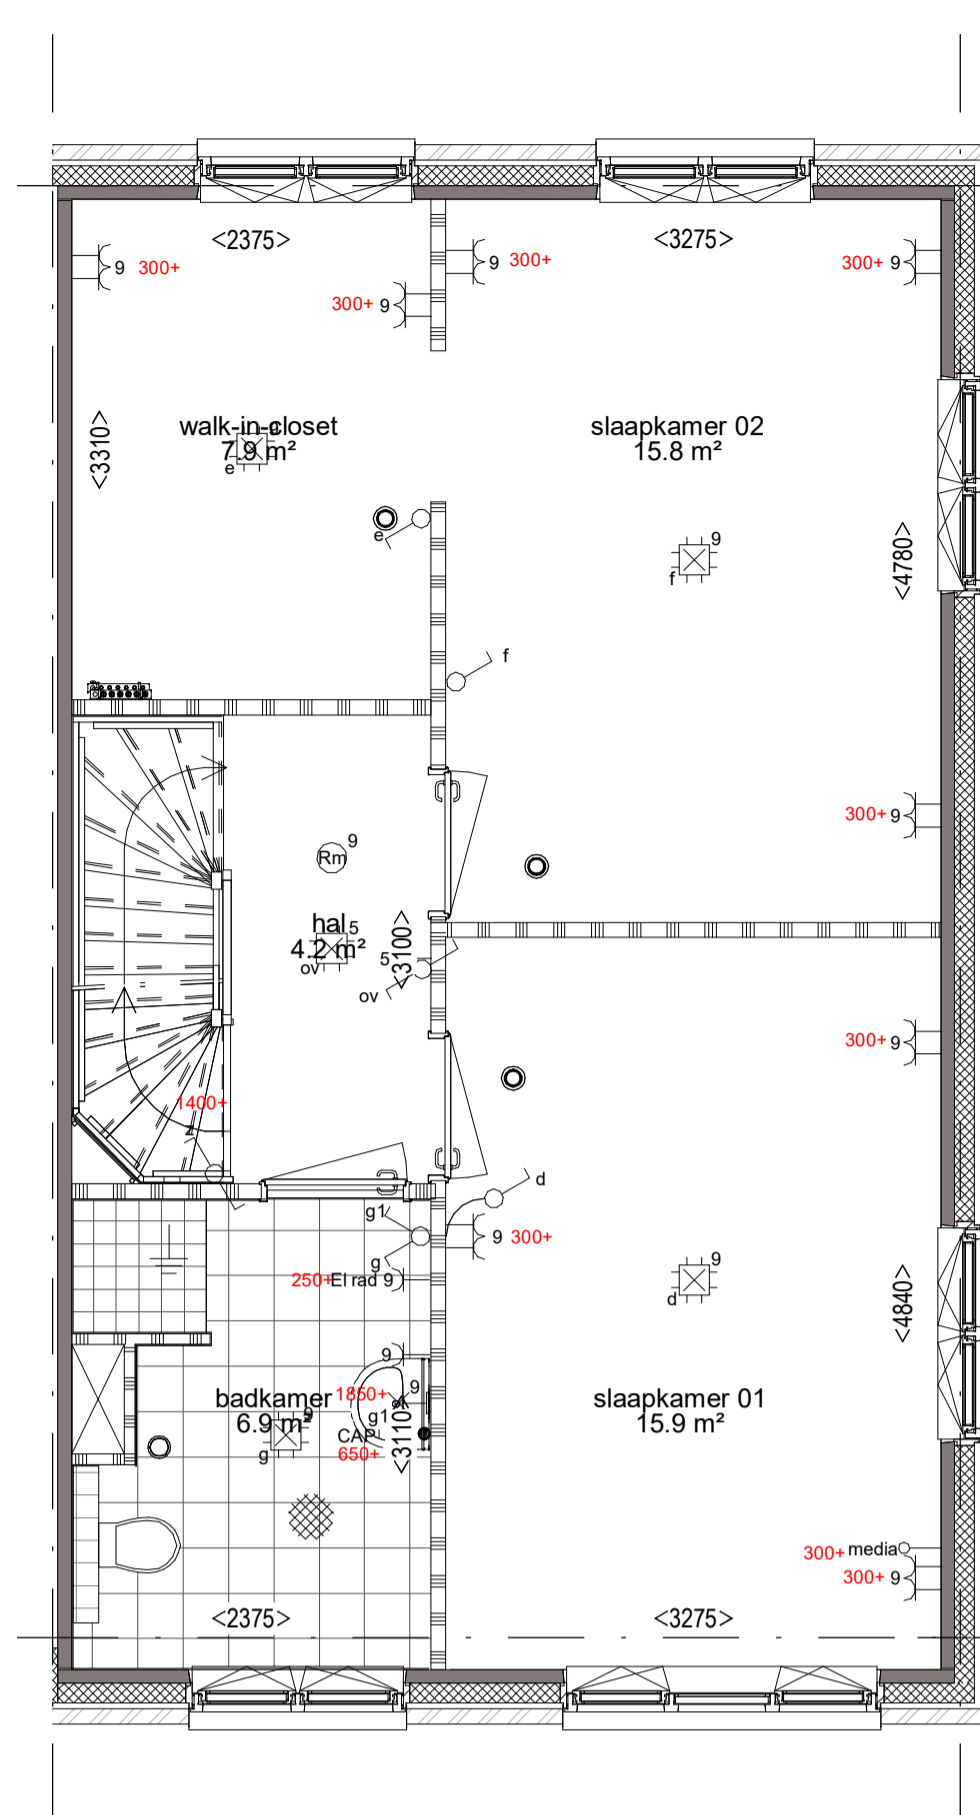 <2375>
<3275>
9 300+
9 300+
300+ 9
300+ 9
<3310>
walk-in-closet
7.9 m²
9
e
slaapkamer 02
15.8 m²
e
9
f
<4780>
f
300+ 9
Rm 9
hal
4.2 m²
5
ov
<3100>
5
ov
300+ 9
1400+
d
g1
g
9 300+
250+ El rad 9
9
d
<4840>
9
badkamer
6.9 m²
9
g
1850+
9
g1
CAP
650+
<3110>
slaapkamer 01
15.9 m²
300+ media
300+ 9
<2375>
<3275>